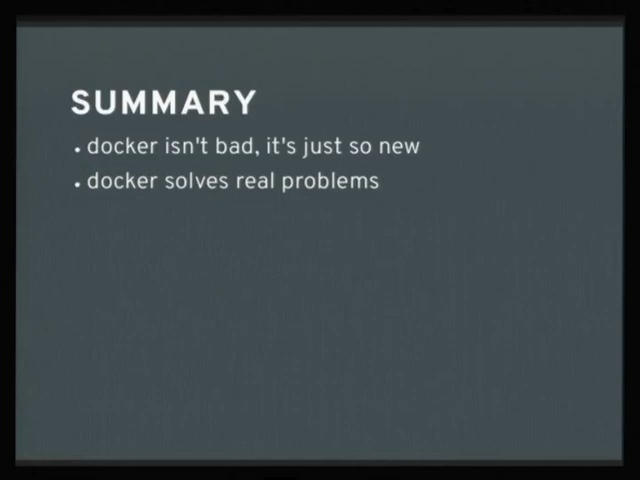 SUMMARY
• docker isn't bad, it's just so new
• docker solves real problems